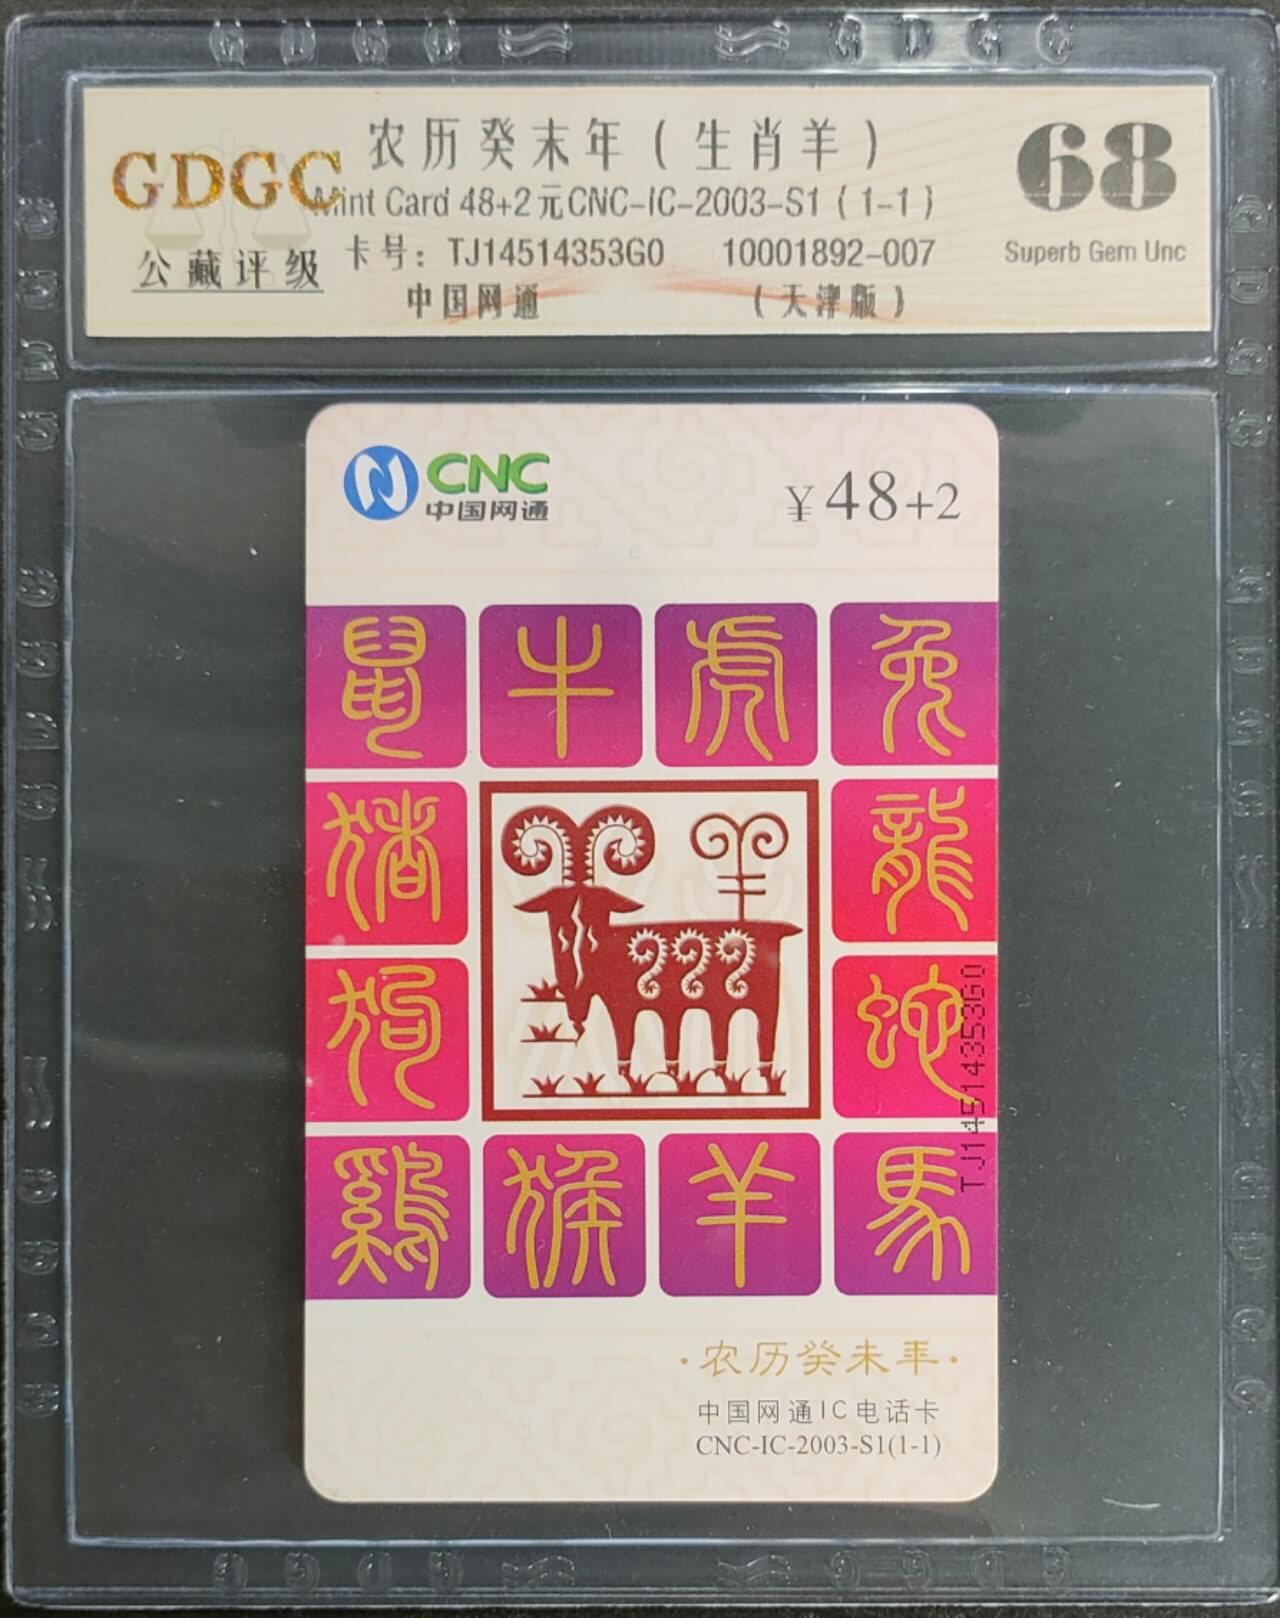 农历癸末年（生肖羊）
GDGC
Mint Card 48+2元CNC-IC-2003-S1（1-1）
68
公藏评级
卡号：TJ14514353G0 10001892-007
Superb Gem Unc
中国网通 （天津版）
CNC
中国网通
¥48+2
鼠 牛 虎 兔
猪 羊 龍
狗 蛇
鷄 猴 羊 馬
TJ14514353G0
·农历癸未年·
中国网通IC电话卡
CNC-IC-2003-S1(1-1)